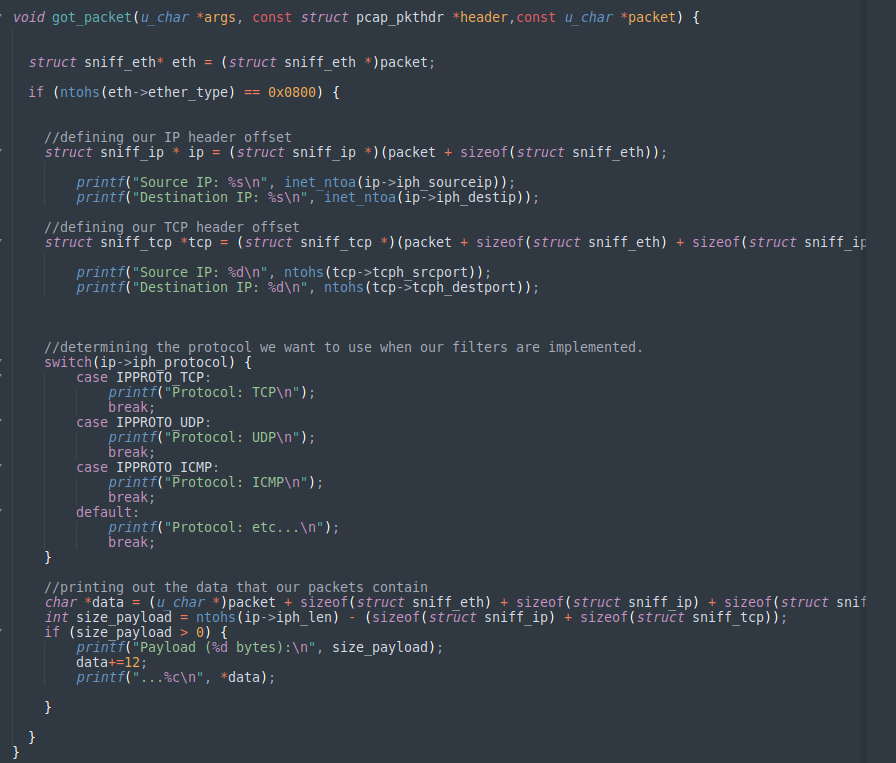 void got_packet(u_char *args, const struct pcap_pkthdr *header,const u_char *packet) {
struct sniff_eth* eth = (struct sniff_eth *)packet;
if (ntohs(eth->ether_type) == 0x0800) {
//defining our IP header offset
struct sniff_ip * ip = (struct sniff_ip *)(packet + sizeof(struct sniff_eth));
printf("Source IP: %s\n", inet_ntoa(ip->iph_sourceip));
printf("Destination IP: %s\n", inet_ntoa(ip->iph_destip));
//defining our TCP header offset
struct sniff_tcp *tcp = (struct sniff_tcp *)(packet + sizeof(struct sniff_eth) + sizeof(struct sniff_ip
printf("Source IP: %d\n", ntohs(tcp->tcph_srcport));
printf("Destination IP: %d\n", ntohs(tcp->tcph_destport));
//determining the protocol we want to use when our filters are implemented.
switch(ip->iph_protocol) {
case IPPROTO_TCP:
printf("Protocol: TCP\n");
break;
case IPPROTO_UDP:
printf("Protocol: UDP\n");
break;
case IPPROTO_ICMP:
printf("Protocol: ICMP\n");
break;
default:
printf("Protocol: etc...\n");
break;
}
//printing out the data that our packets contain
char *data = (u_char *)packet + sizeof(struct sniff_eth) + sizeof(struct sniff_ip) + sizeof(struct snif
int size_payload = ntohs(ip->iph_len) - (sizeof(struct sniff_ip) + sizeof(struct sniff_tcp));
if (size_payload > 0) {
printf("Payload (%d bytes):\n", size_payload);
data+=12;
printf("...%c\n", *data);
}
}
}